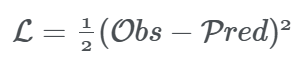 ℒ = ½(𝒪bs − 𝒫red)²